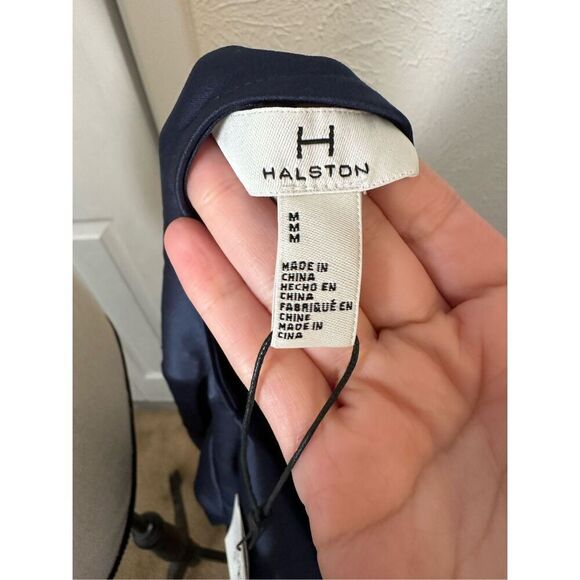 H
HALSTON
M
M
M
MADE IN
CHINA
HECHO EN
CHINA
FABRIQUÉ EN
CHINE
MADE IN
CINA